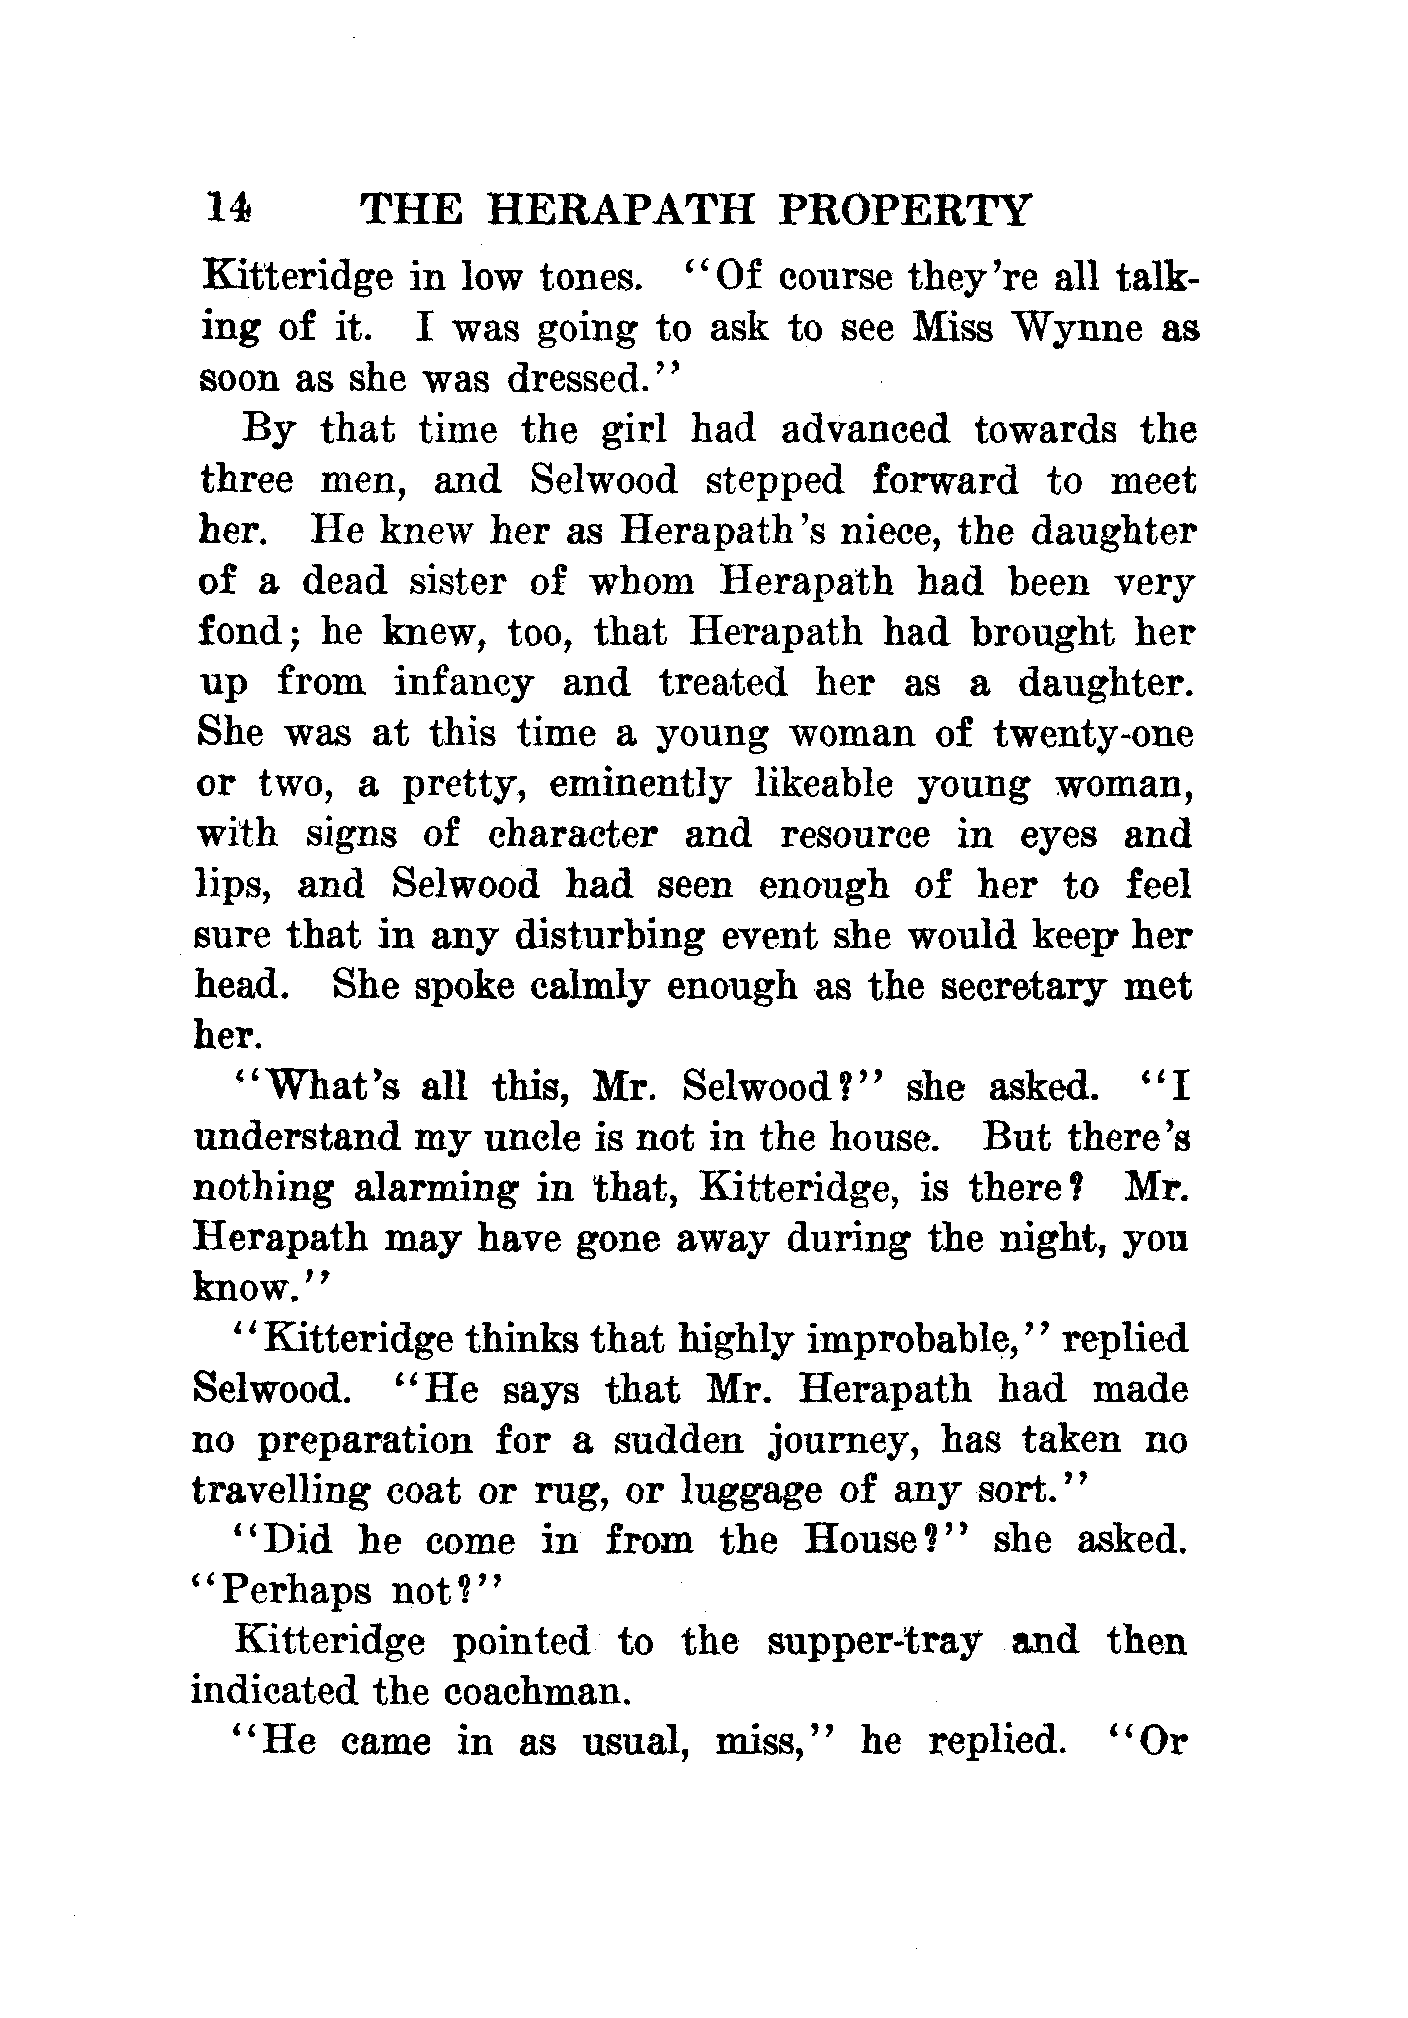 14 THE HERAPATH PROPERTY
Kitteridge in low tones. "Of course they're all talk-
ing of it. I was going to ask to see Miss Wynne as
soon as she was dressed."
By that time the girl had advanced towards the
three men, and Selwood stepped forward to meet
her. He knew her as Herapath's niece, the daughter
of a dead sister of whom Herapath had been very
fond; he knew, too, that Herapath had brought her
up from infancy and treated her as a daughter.
She was at this time a young woman of twenty-one
or two, a pretty, eminently likeable young woman,
with signs of character and resource in eyes and
lips, and Selwood had seen enough of her to feel
sure that in any disturbing event she would keep her
head. She spoke calmly enough as the secretary met
her.
"What's all this, Mr. Selwood?" she asked. "I
understand my uncle is not in the house. But there's
nothing alarming in that, Kitteridge, is there? Mr.
Herapath may have gone away during the night, you
know."
"Kitteridge thinks that highly improbable," replied
Selwood. "He says that Mr. Herapath had made
no preparation for a sudden journey, has taken no
travelling coat or rug, or luggage of any sort."
"Did he come in from the House?" she asked.
"Perhaps not?"
Kitteridge pointed to the supper-tray and then
indicated the coachman.
"He came in as usual, miss," he replied. "Or